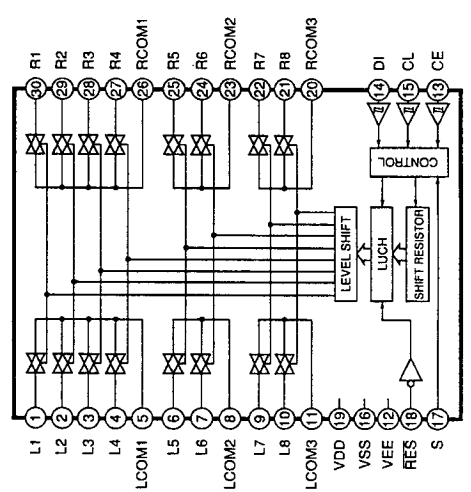 R1
R2
R3
R4
RCOM1
R5
R6
RCOM2
R7
R8
RCOM3
DI
CL
CE
30
29
28
27
26
25
24
23
22
21
20
14
15
13
CONTROL
LEVEL SHIFT
LUCH
SHIFT RESISTOR
1
2
3
4
5
6
7
8
9
10
11
19
16
12
18
17
L1
L2
L3
L4
LCOM1
L5
L6
LCOM2
L7
L8
LCOM3
VDD
VSS
VEE
RES
S